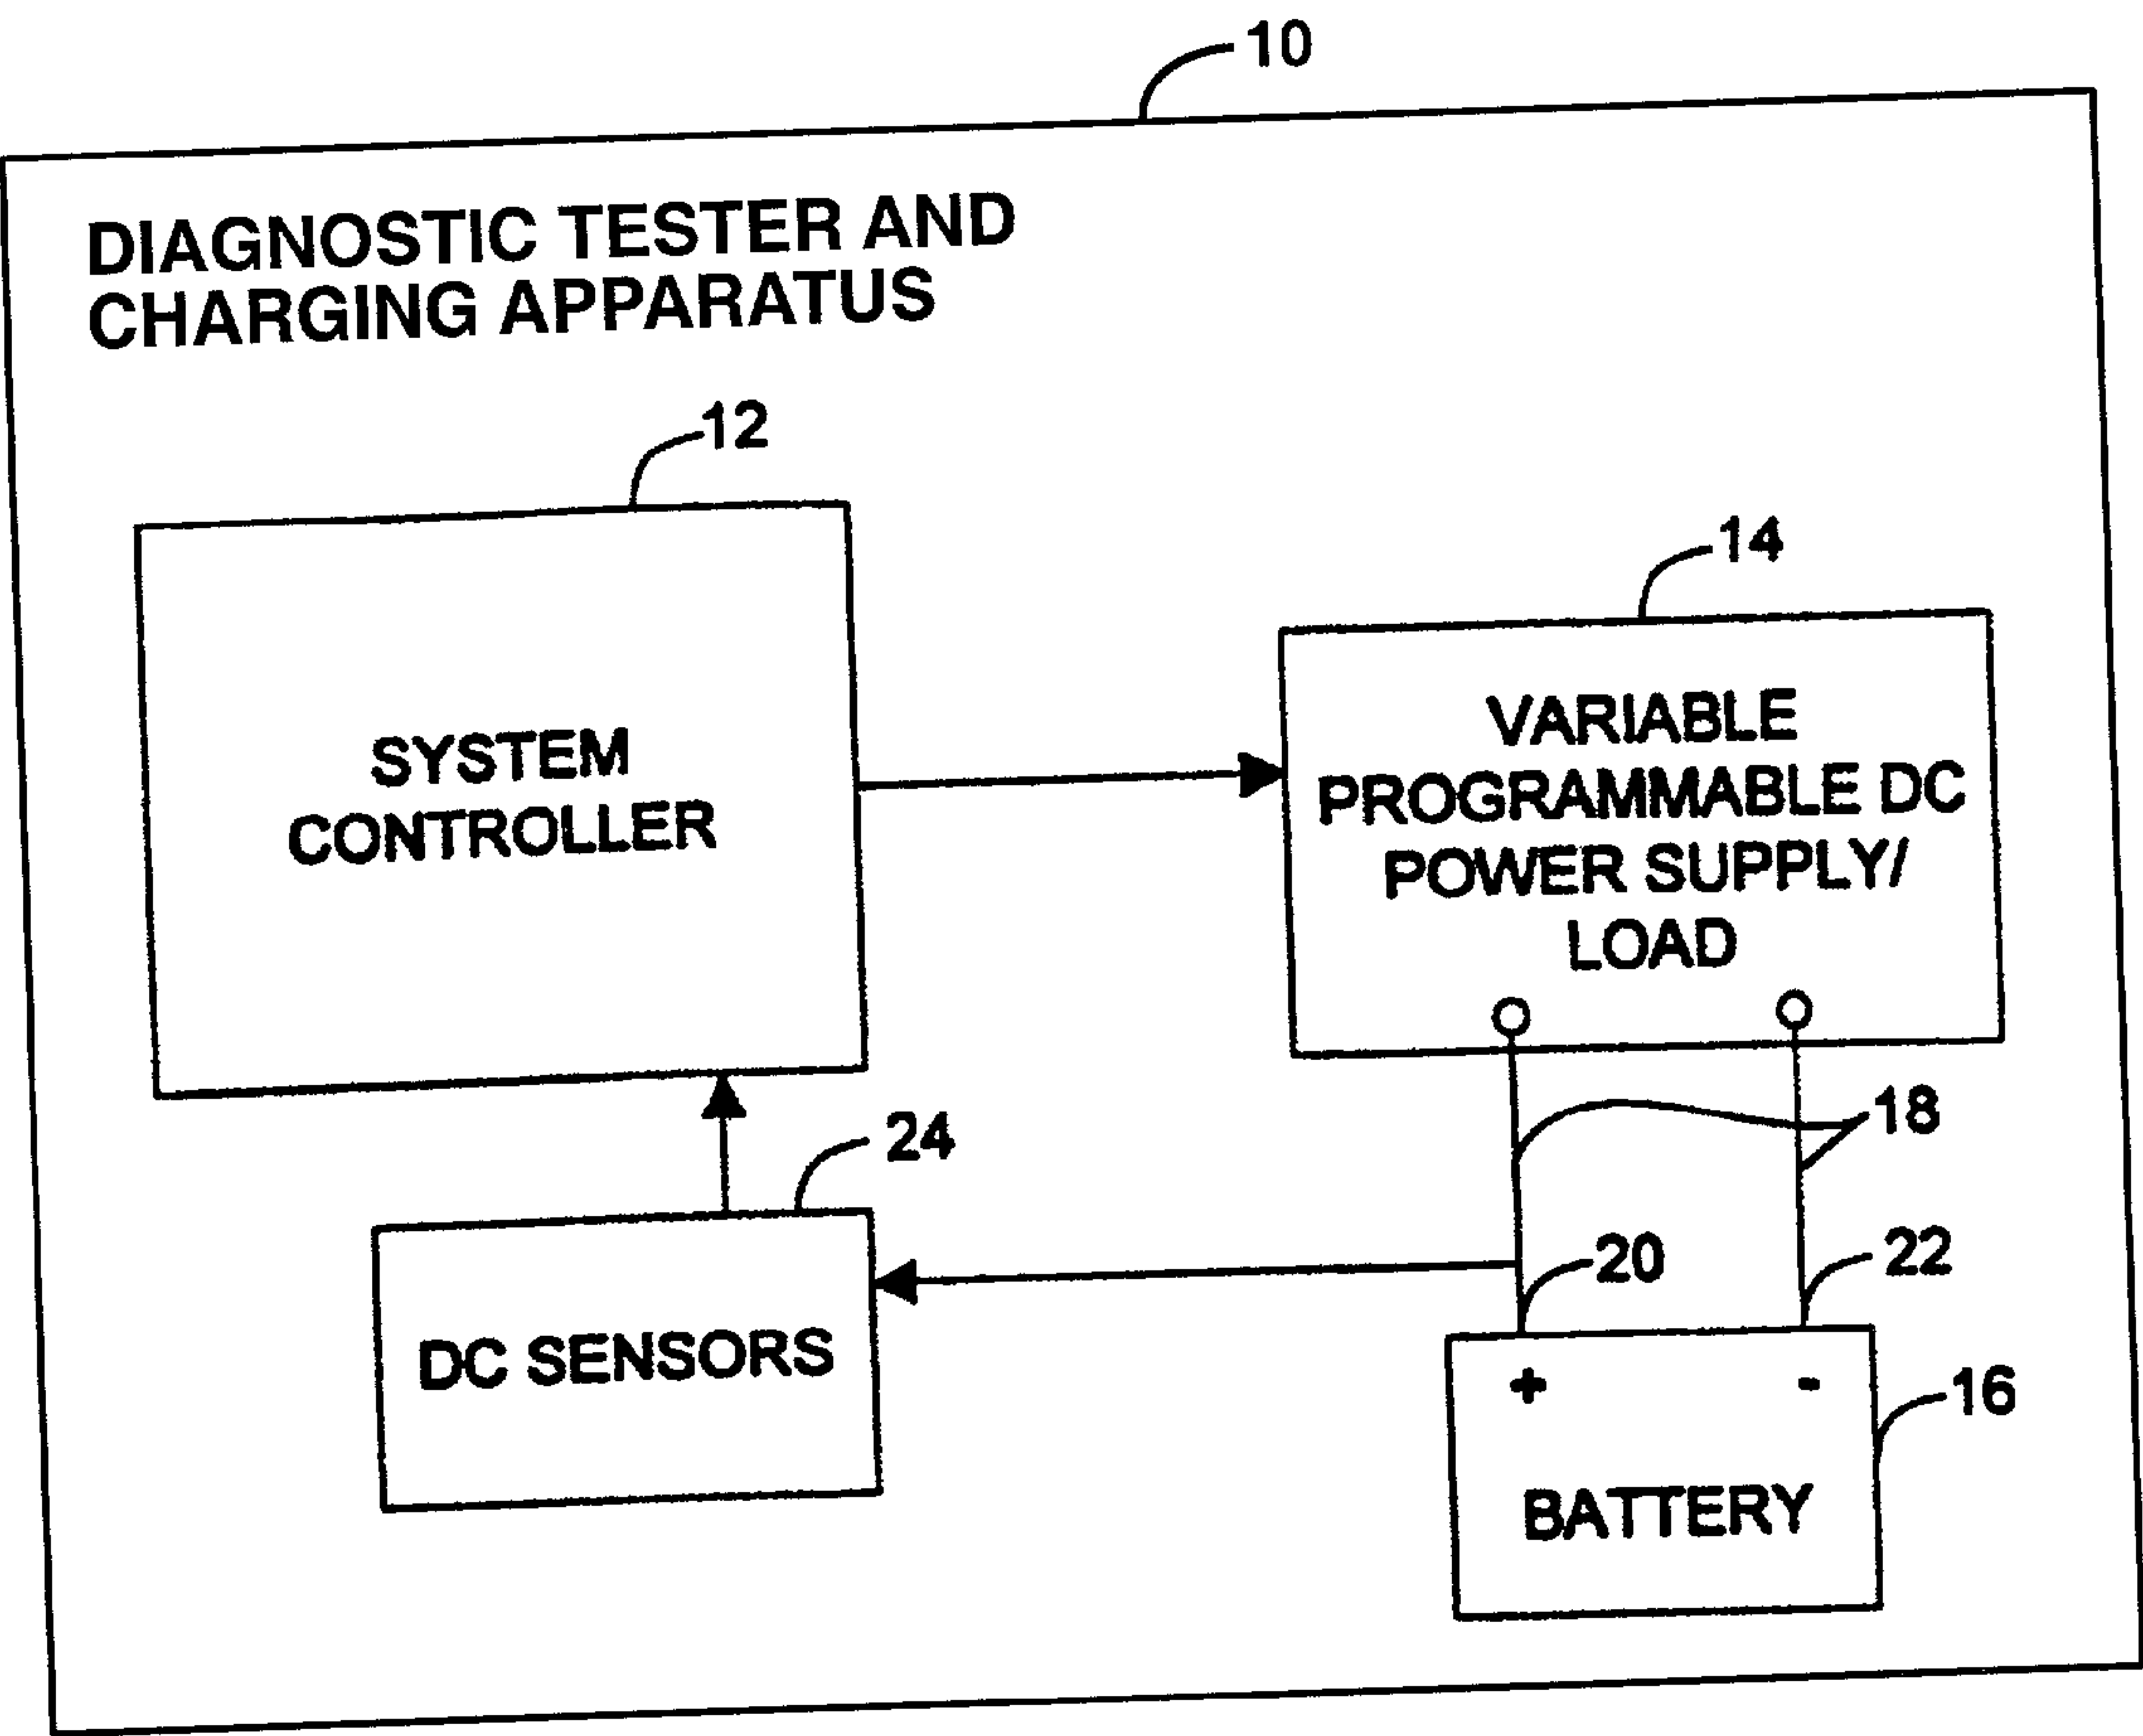 10
DIAGNOSTIC TESTER AND
CHARGING APPARATUS
12
14
SYSTEM
CONTROLLER
VARIABLE
PROGRAMMABLE DC
POWER SUPPLY/
LOAD
18
24
20
22
DC SENSORS
+
-
16
BATTERY